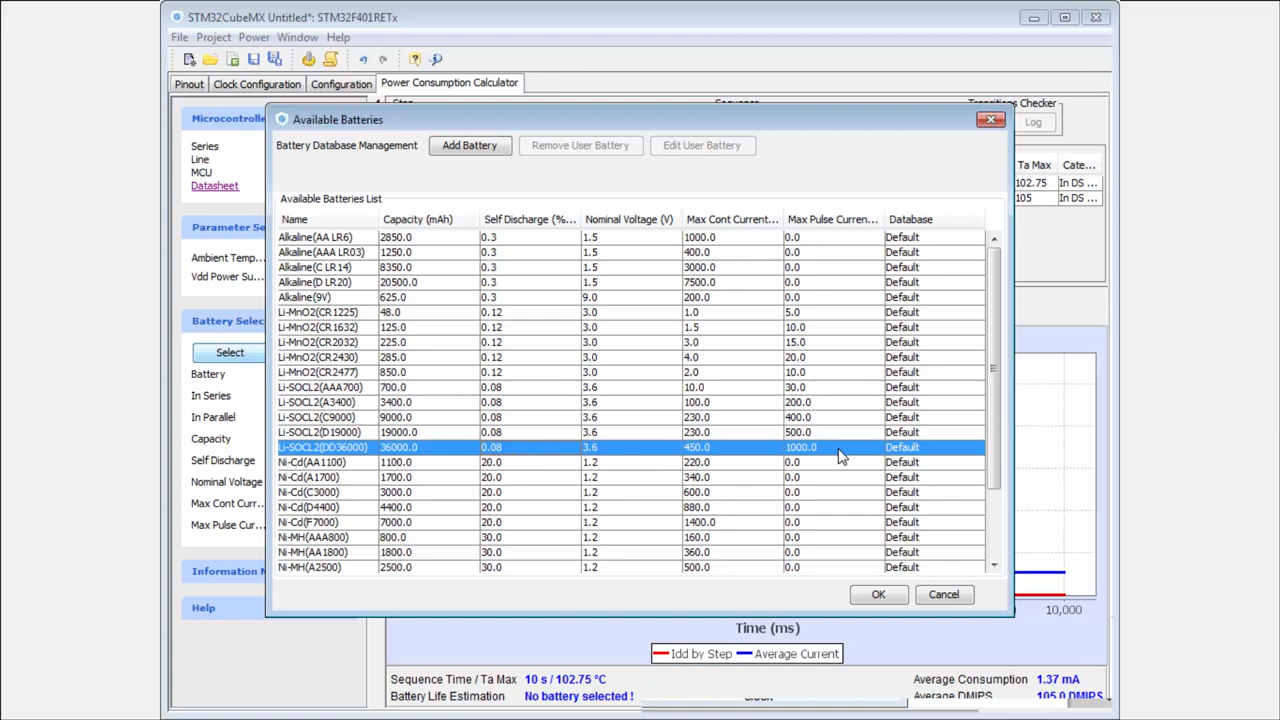 STM32CubeMX Untitled*: STM32F401RETx
File Project Power Window Help
Pinout Clock Configuration Configuration Power Consumption Calculator
Transitions Checker
Log
Ta Max Cate...
102.75 In DS ...
105 In DS ...
Series
Line
MCU
Datasheet
Ambient Temp...
Vdd Power Su...
Select
Battery
In Series
In Parallel
Capacity
Self Discharge
Nominal Voltage
Max Cont Curr...
Max Pulse Cur...
Help
Available Batteries
Battery Database Management Add Battery Remove User Battery Edit User Battery
Available Batteries List
Name Capacity (mAh) Self Discharge (%... Nominal Voltage (V) Max Cont Current... Max Pulse Curren... Database
Alkaline(AA LR6) 2850.0 0.3 1.5 1000.0 0.0 Default
Alkaline(AAA LR03) 1250.0 0.3 1.5 400.0 0.0 Default
Alkaline(C LR14) 8350.0 0.3 1.5 3000.0 0.0 Default
Alkaline(D LR20) 20500.0 0.3 1.5 7500.0 0.0 Default
Alkaline(9V) 625.0 0.3 9.0 200.0 0.0 Default
Li-MnO2(CR1225) 48.0 0.12 3.0 1.0 5.0 Default
Li-MnO2(CR1632) 125.0 0.12 3.0 1.5 10.0 Default
Li-MnO2(CR2032) 225.0 0.12 3.0 3.0 15.0 Default
Li-MnO2(CR2430) 285.0 0.12 3.0 4.0 20.0 Default
Li-MnO2(CR2477) 850.0 0.12 3.0 2.0 10.0 Default
Li-SOCL2(AAA700) 700.0 0.08 3.6 10.0 30.0 Default
Li-SOCL2(A3400) 3400.0 0.08 3.6 100.0 200.0 Default
Li-SOCL2(C9000) 9000.0 0.08 3.6 230.0 400.0 Default
Li-SOCL2(D19000) 19000.0 0.08 3.6 230.0 500.0 Default
Li-SOCL2(DD36000) 36000.0 0.08 3.6 450.0 1000.0 Default
Ni-Cd(AA1100) 1100.0 20.0 1.2 220.0 0.0 Default
Ni-Cd(A1700) 1700.0 20.0 1.2 340.0 0.0 Default
Ni-Cd(C3000) 3000.0 20.0 1.2 600.0 0.0 Default
Ni-Cd(D4400) 4400.0 20.0 1.2 880.0 0.0 Default
Ni-Cd(F7000) 7000.0 20.0 1.2 1400.0 0.0 Default
Ni-MH(AAA800) 800.0 30.0 1.2 160.0 0.0 Default
Ni-MH(AA1800) 1800.0 30.0 1.2 360.0 0.0 Default
Ni-MH(A2500) 2500.0 30.0 1.2 500.0 0.0 Default
OK Cancel
10,000
Time (ms)
Idd by Step Average Current
Sequence Time / Ta Max 10 s / 102.75 °C Average Consumption 1.37 mA
Battery Life Estimation No battery selected ! Average DMIPS 105.0 DMIPS